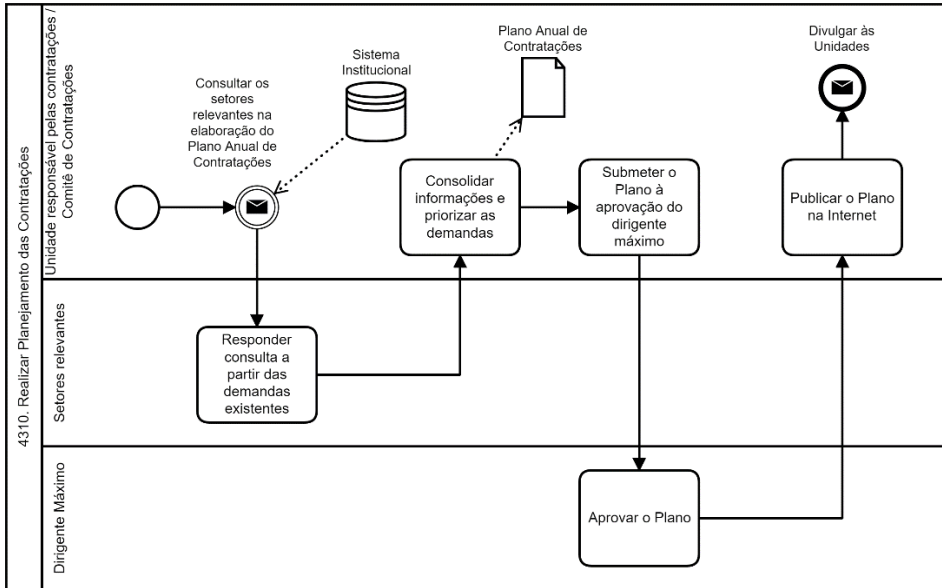 4310. Realizar Planejamento das Contratações
Unidade responsável pelas contratações /
Comitê de Contratações
Consultar os
setores
relevantes na
elaboração do
Plano Anual de
Contratações
Sistema
Institucional
Plano Anual de
Contratações
Consolidar
informações e
priorizar as
demandas
Submeter o
Plano à
aprovação do
dirigente
máximo
Divulgar às
Unidades
Publicar o Plano
na Internet
Setores relevantes
Responder
consulta a
partir das
demandas
existentes
Dirigente Máximo
Aprovar o Plano